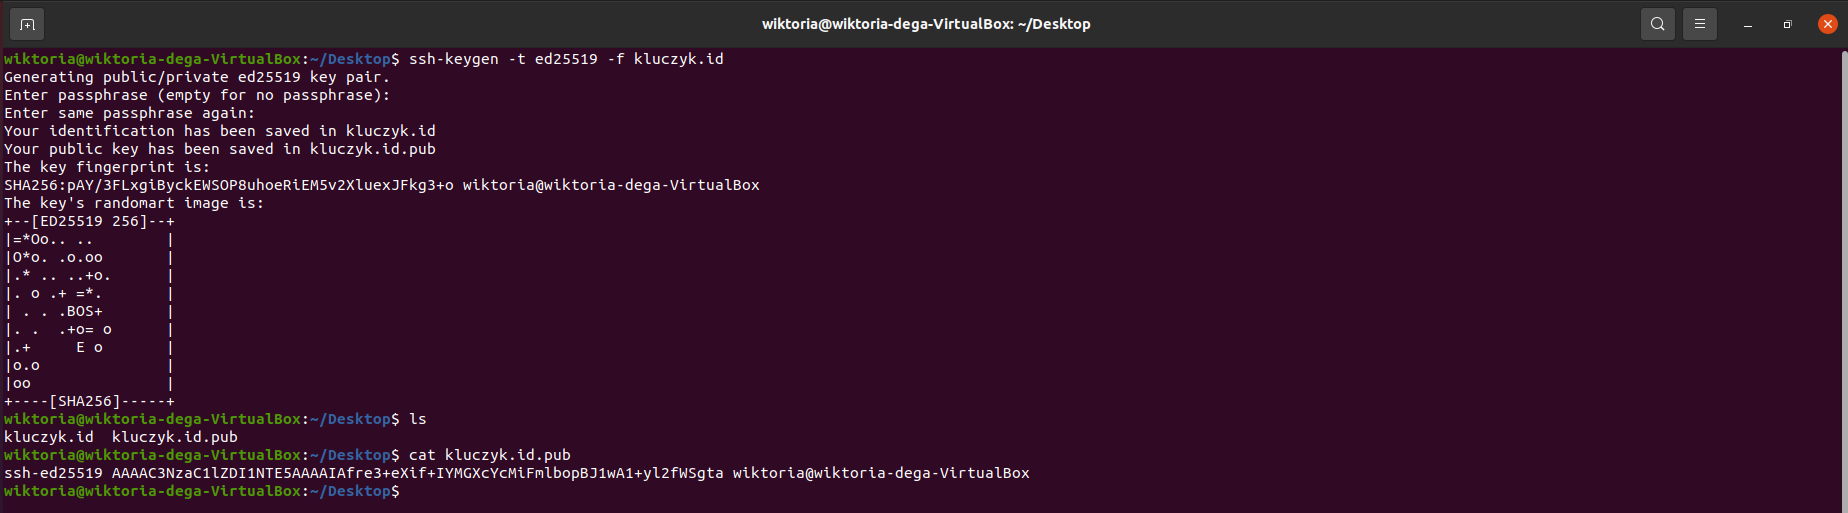 wiktoria@wiktoria-dega-VirtualBox: ~/Desktop
wiktoria@wiktoria-dega-VirtualBox:~/Desktop$ ssh-keygen -t ed25519 -f kluczyk.id
Generating public/private ed25519 key pair.
Enter passphrase (empty for no passphrase):
Enter same passphrase again:
Your identification has been saved in kluczyk.id
Your public key has been saved in kluczyk.id.pub
The key fingerprint is:
SHA256:pAY/3FLxgiByckEWSOP8uhoeRiEM5v2XluexJFkg3+o wiktoria@wiktoria-dega-VirtualBox
The key's randomart image is:
+--[ED25519 256]--+
|=*Oo.. ..        |
|O*o. .o.oo       |
|.* .. ..+o.      |
|. o .+ =*.       |
| . . .BOS+       |
|. .  .+o= o      |
|.+     E o       |
|o.o              |
|oo               |
+----[SHA256]-----+
wiktoria@wiktoria-dega-VirtualBox:~/Desktop$ ls
kluczyk.id  kluczyk.id.pub
wiktoria@wiktoria-dega-VirtualBox:~/Desktop$ cat kluczyk.id.pub
ssh-ed25519 AAAAC3NzaC1lZDI1NTE5AAAAIAfre3+eXif+IYMGXcYcMiFmlbopBJ1wA1+yl2fWSgta wiktoria@wiktoria-dega-VirtualBox
wiktoria@wiktoria-dega-VirtualBox:~/Desktop$